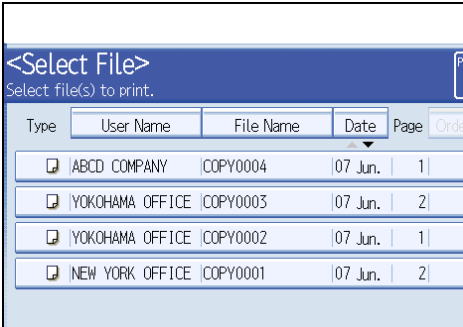 <Select File>
Select file(s) to print.
Type User Name File Name Date Page
ABCD COMPANY COPY0004 07 Jun. 1
YOKOHAMA OFFICE COPY0003 07 Jun. 2
YOKOHAMA OFFICE COPY0002 07 Jun. 1
NEW YORK OFFICE COPY0001 07 Jun. 2